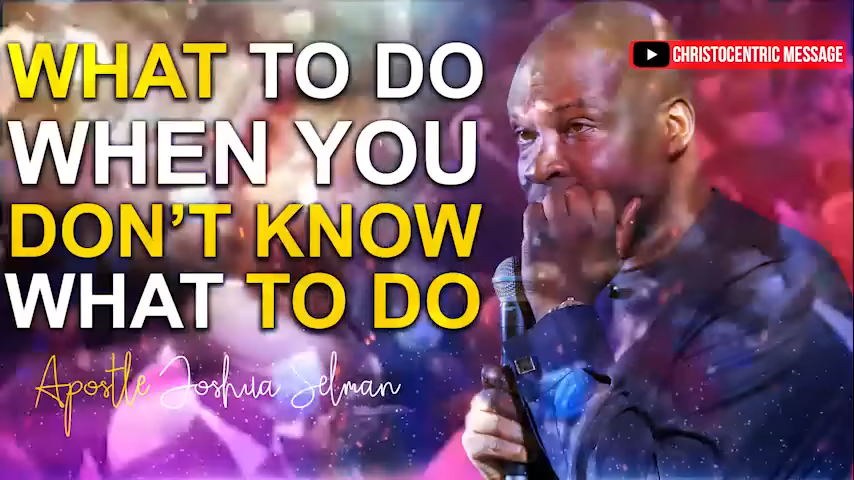 WHAT TO DO
WHEN YOU
DON'T KNOW
WHAT TO DO
Apostle Joshua Selman
CHRISTOCENTRIC MESSAGE